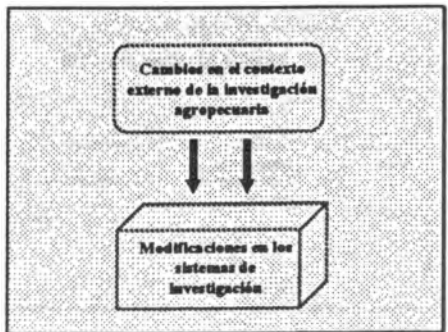 Cambios en el contexto
externo de la investigación
agropecuaria
Modificaciones en los
sistemas de
investigación